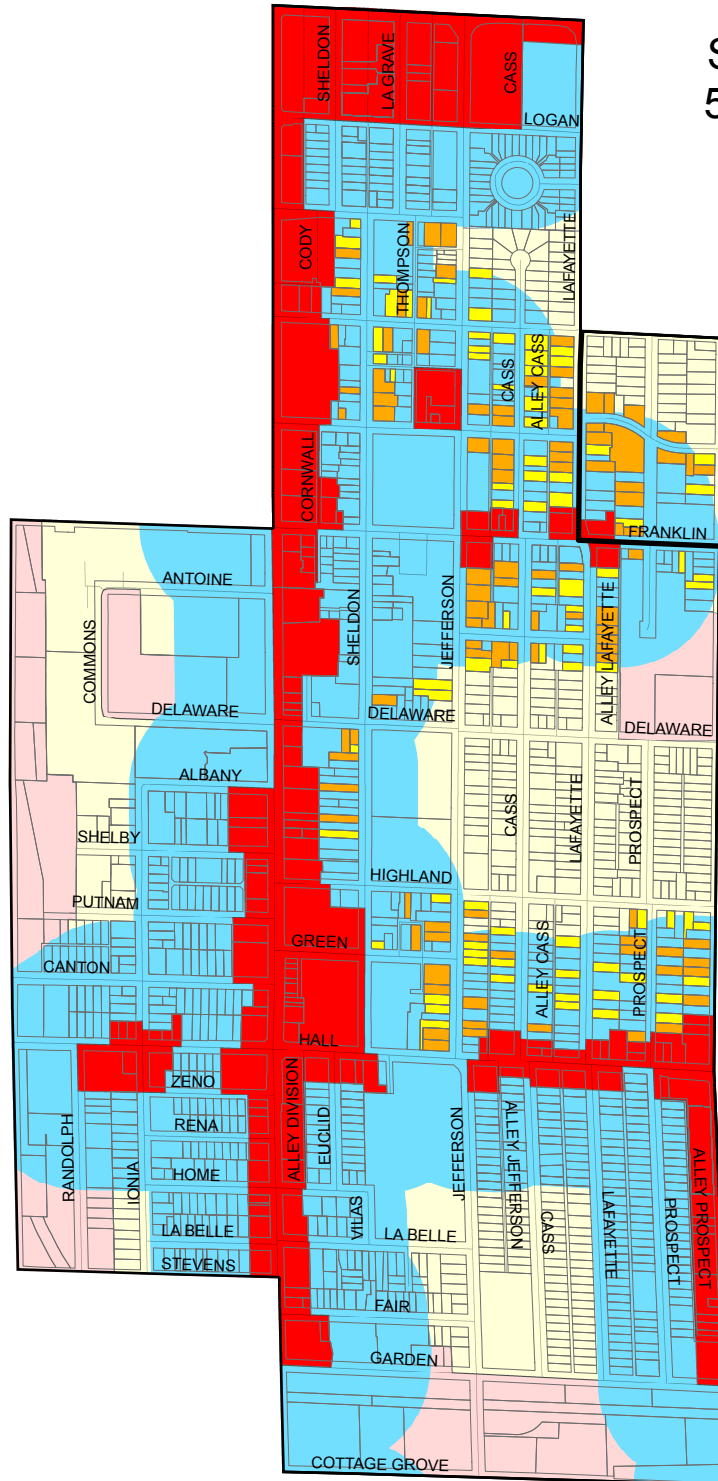 S
5
SHELDON
LA GRAVE
CASS
LOGAN
CODY
THOMPSON
LAFAYETTE
CASS
ALLEY CASS
CORNWALL
FRANKLIN
ANTOINE
COMMONS
SHELDON
JEFFERSON
ALLEY LAFAYETTE
DELAWARE
DELAWARE
DELAWARE
ALBANY
SHELBY
CASS
LAFAYETTE
PROSPECT
PUTNAM
HIGHLAND
CANTON
GREEN
ALLEY CASS
PROSPECT
HALL
ZENO
RANDOLPH
IONIA
RENA
HOME
LA BELLE
STEVENS
ALLEY DIVISION
EUCLID
VILAS
JEFFERSON
ALLEY JEFFERSON
CASS
LAFAYETTE
PROSPECT
ALLEY PROSPECT
LA BELLE
FAIR
GARDEN
COTTAGE GROVE